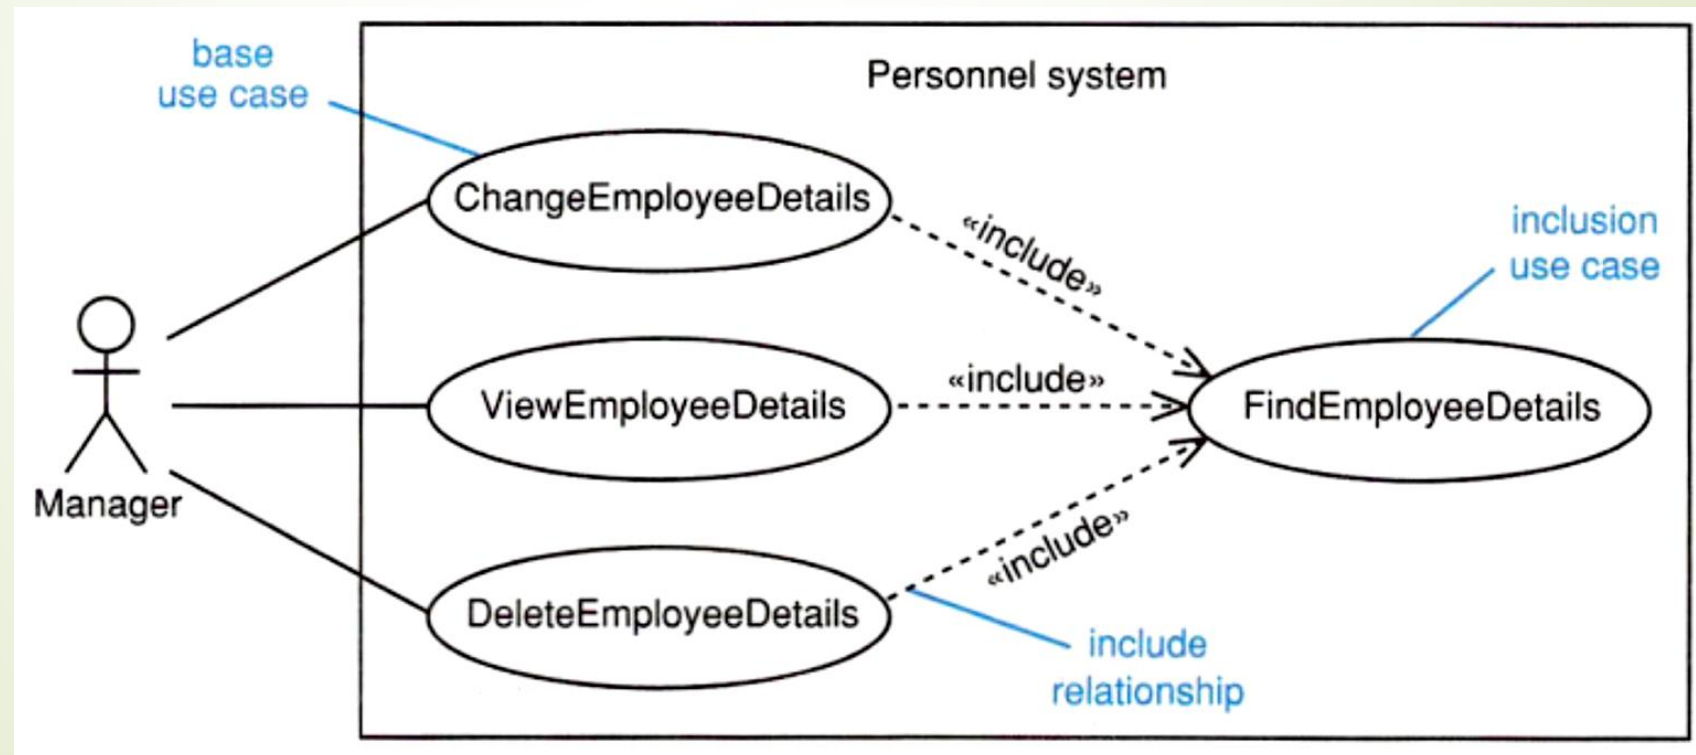 base
use case
Personnel system
ChangeEmployeeDetails
«include»
inclusion
use case
«include»
ViewEmployeeDetails
FindEmployeeDetails
Manager
«include»
DeleteEmployeeDetails
include
relationship